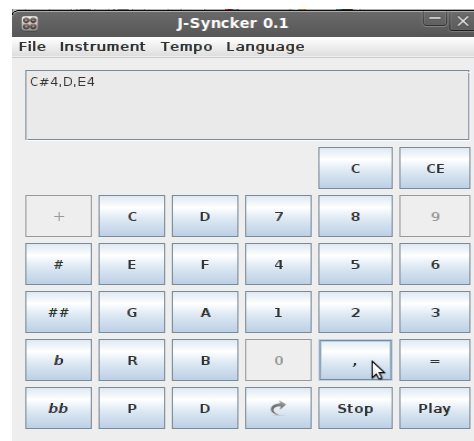 J-Syncker 0.1
File Instrument Tempo Language
C#4,D,E4
C CE
+ C D 7 8 9
# E F 4 5 6
## G A 1 2 3
b R B 0 , =
bb P D Stop Play